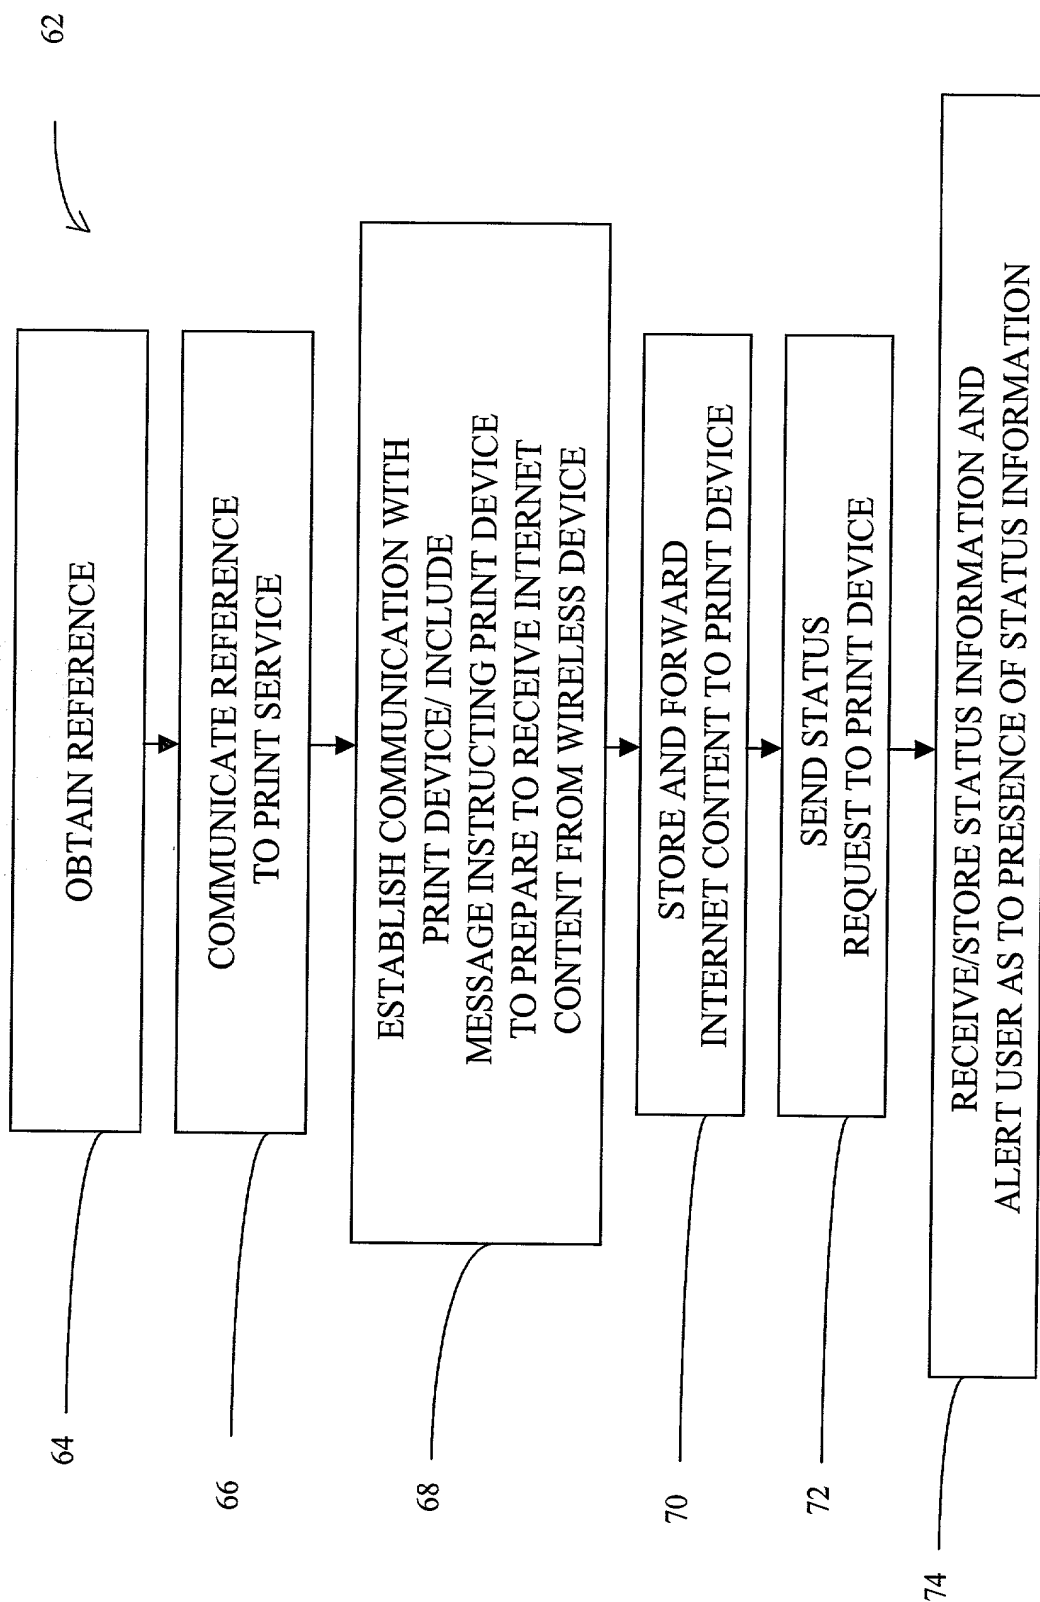 62
64
OBTAIN REFERENCE
66
COMMUNICATE REFERENCE
TO PRINT SERVICE
68
ESTABLISH COMMUNICATION WITH
PRINT DEVICE/ INCLUDE
MESSAGE INSTRUCTING PRINT DEVICE
TO PREPARE TO RECEIVE INTERNET
CONTENT FROM WIRELESS DEVICE
70
STORE AND FORWARD
INTERNET CONTENT TO PRINT DEVICE
72
SEND STATUS
REQUEST TO PRINT DEVICE
74
RECEIVE/STORE STATUS INFORMATION AND
ALERT USER AS TO PRESENCE OF STATUS INFORMATION